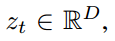 z_t ∈ ℝ^D,